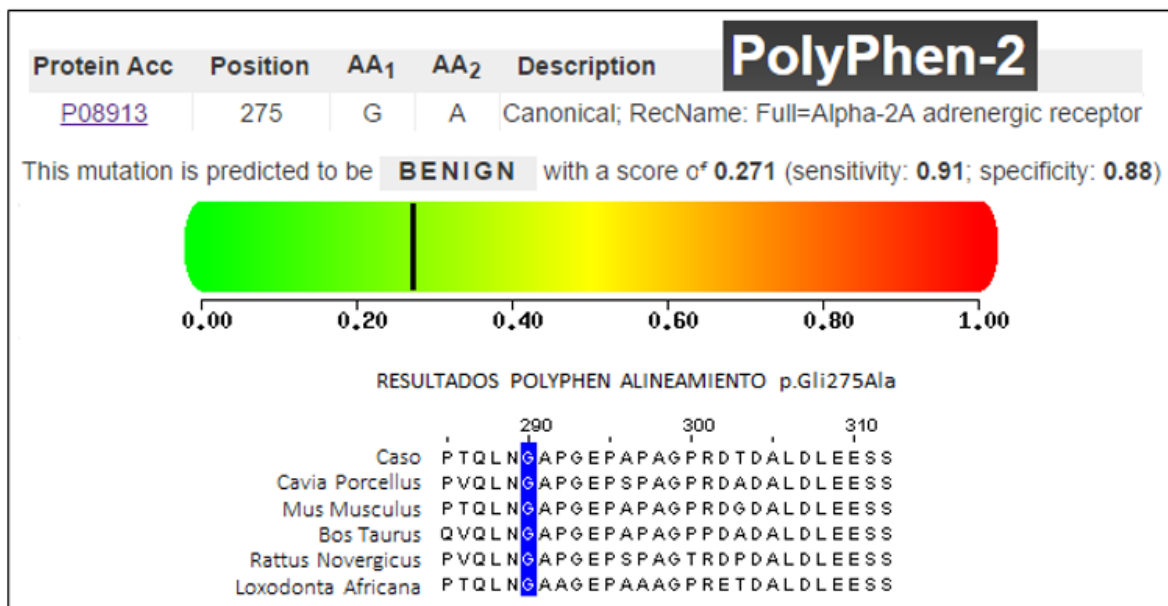 PolyPhen-2
Protein Acc Position AA1 AA2 Description
P08913 275 G A Canonical; RecName: Full=Alpha-2A adrenergic receptor
This mutation is predicted to be BENIGN with a score of 0.271 (sensitivity: 0.91; specificity: 0.88)
0.00 0.20 0.40 0.60 0.80 1.00
RESULTADOS POLYPHEN ALINEAMIENTO p.Gli275Ala
290 300 310
Caso PTQLNGAPGEPAPAGPRDTDALDLEESS
Cavia Porcellus PVQLNGAPGEPSPAGPRDADALDLEESS
Mus Musculus PTQLNGAPGEPAPAGPRDGDALDLEESS
Bos Taurus QVQLNGAPGEPAPAGPPDADALDLEESS
Rattus Novergicus PVQLNGAPGEPSPAGTRDPDALDLEESS
Loxodonta Africana PTQLNGAAGEPAAAGPRETDALDLEESS